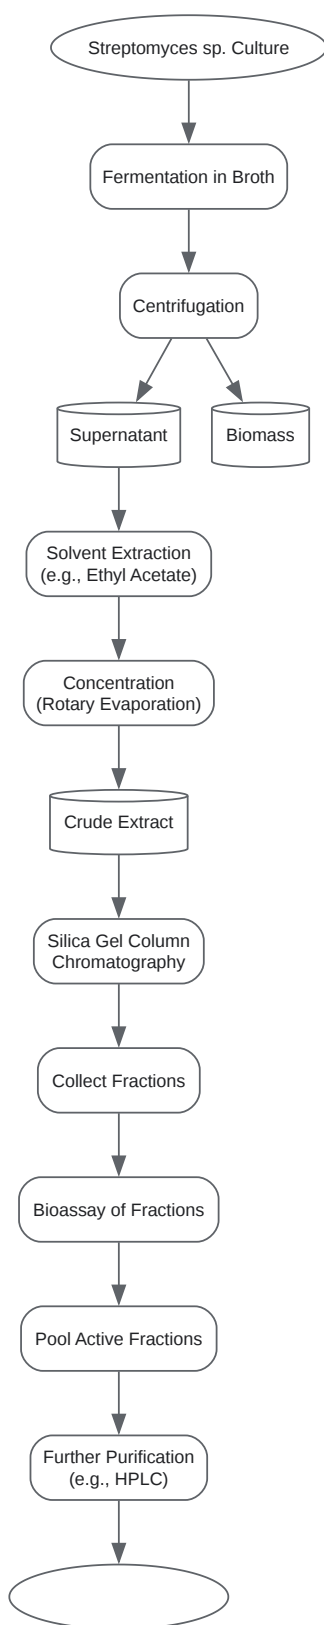 Streptomyces sp. Culture
Fermentation in Broth
Centrifugation
Supernatant
Biomass
Solvent Extraction
(e.g., Ethyl Acetate)
Concentration
(Rotary Evaporation)
Crude Extract
Silica Gel Column
Chromatography
Collect Fractions
Bioassay of Fractions
Pool Active Fractions
Further Purification
(e.g., HPLC)